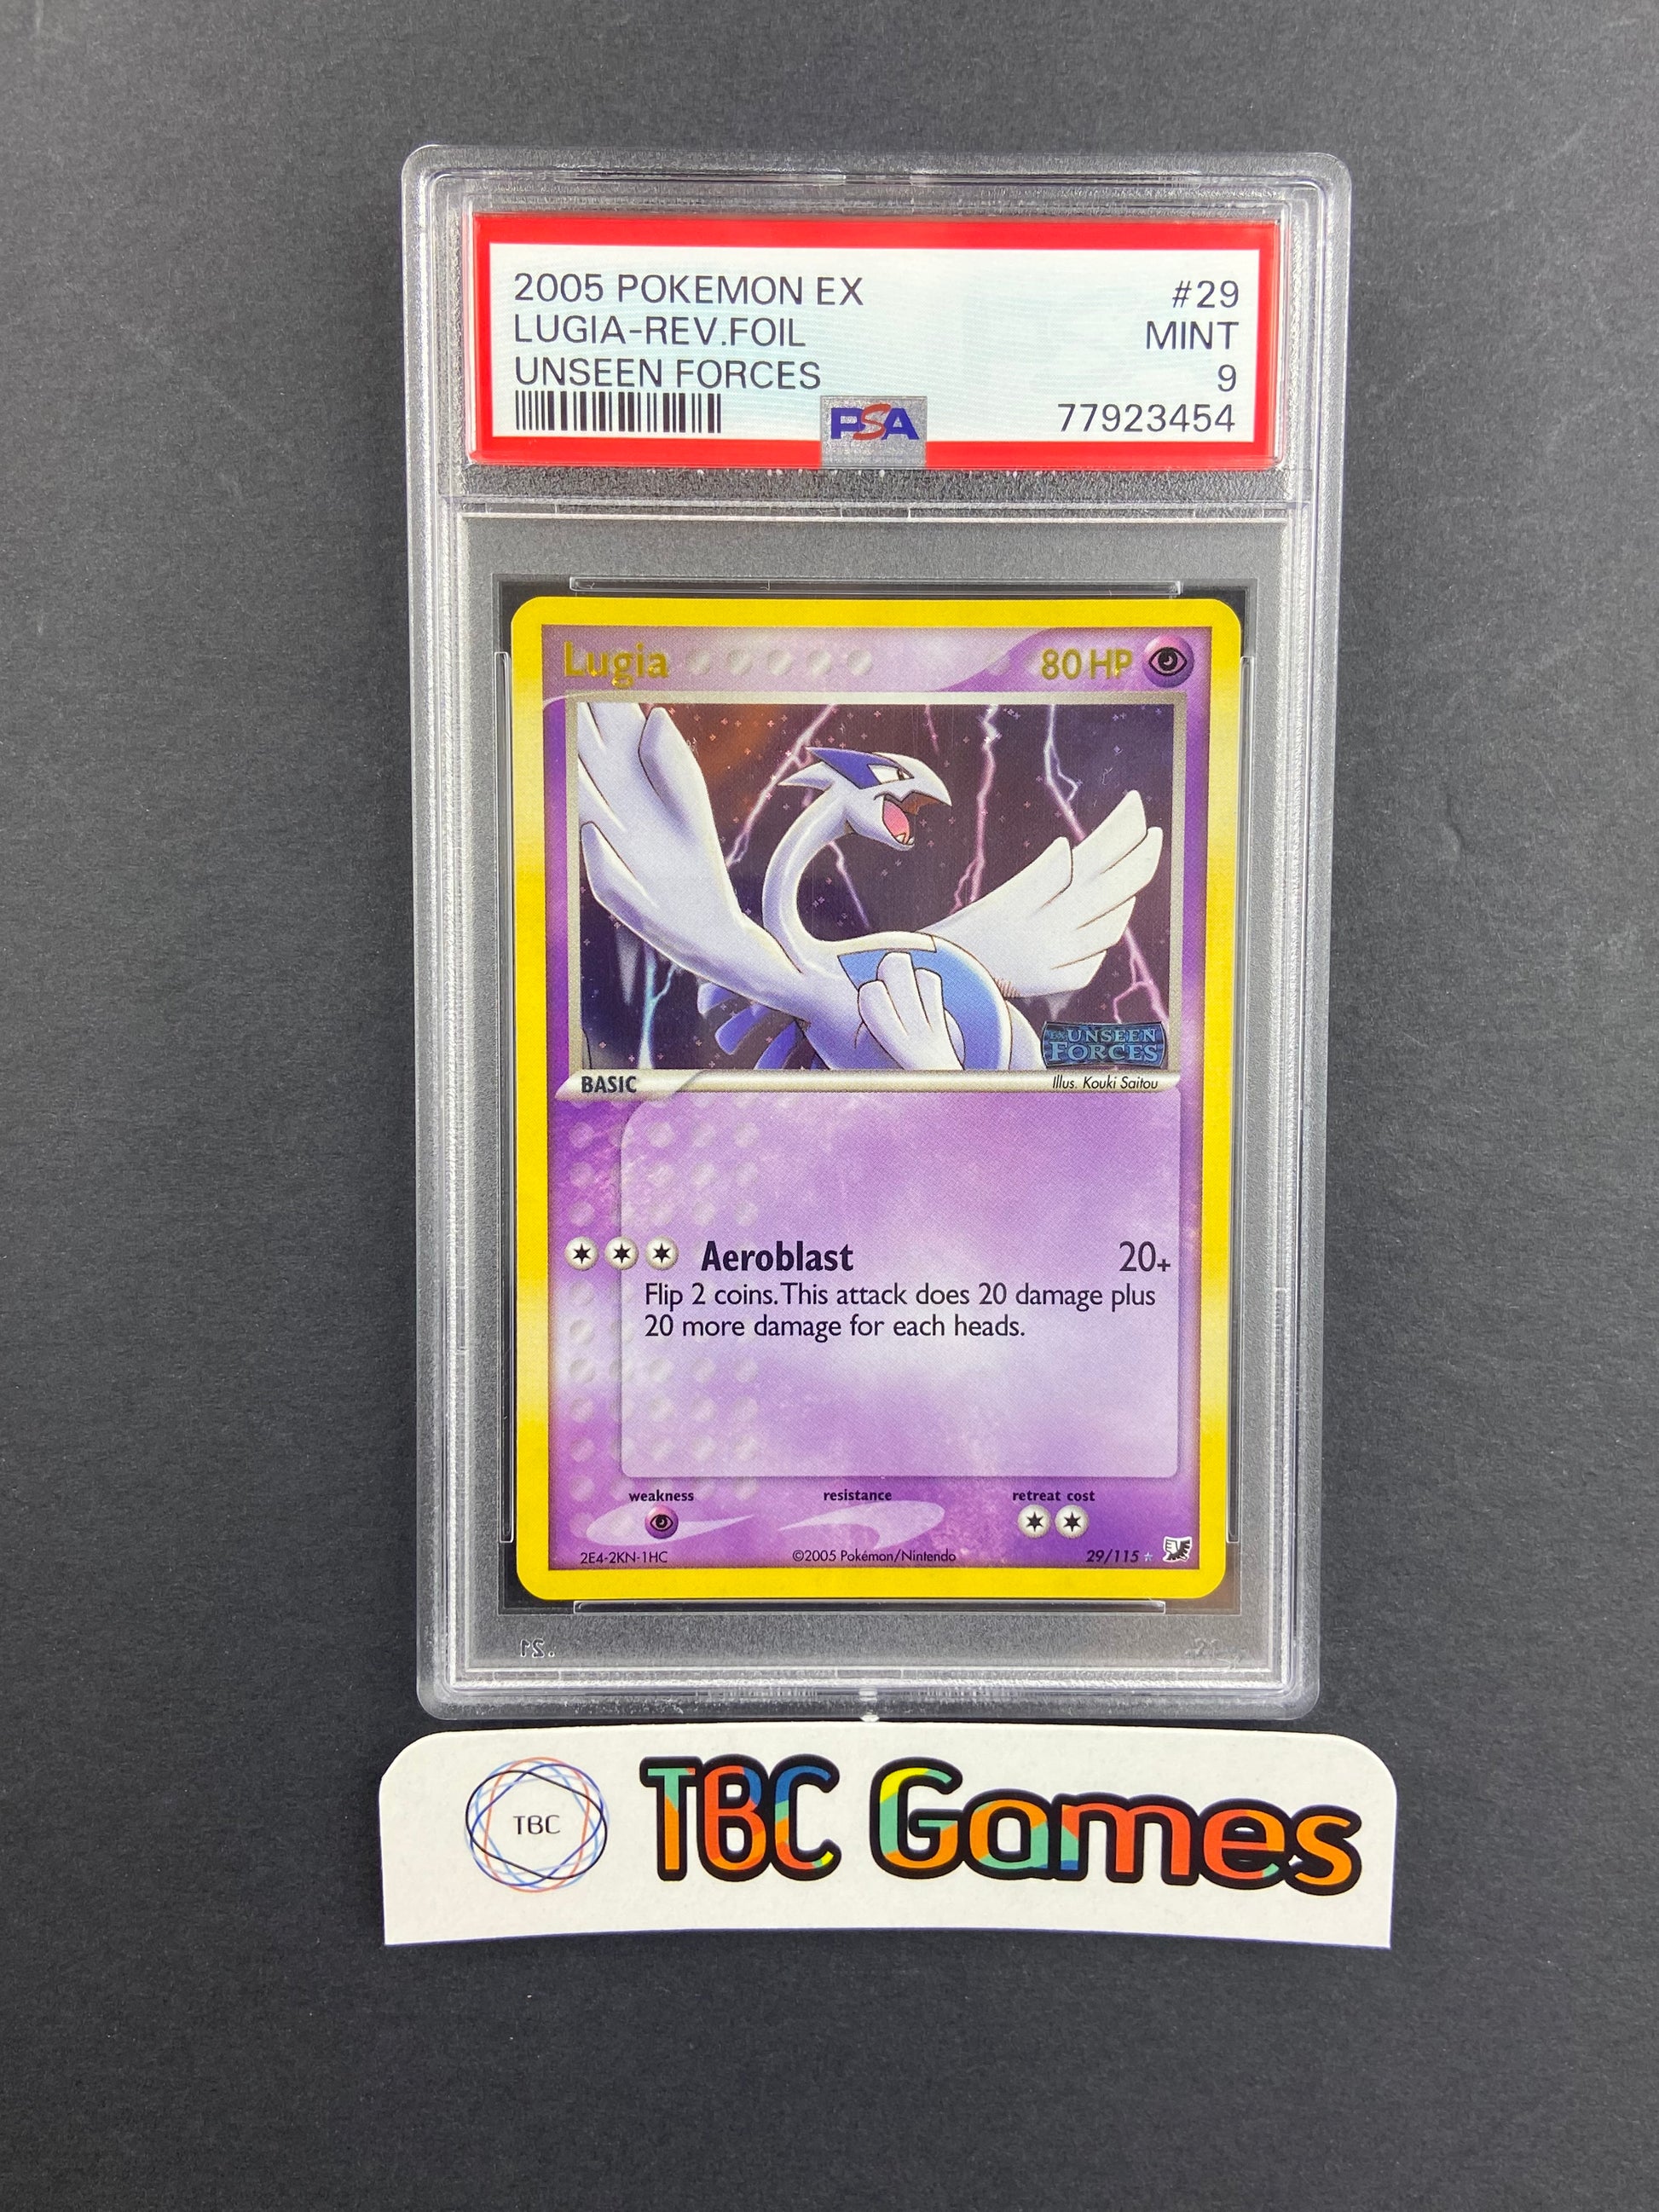 2005 POKEMON EX #29
LUGIA-REV.FOIL MINT
UNSEEN FORCES 9
PSA 77923454
Lugia 80 HP
EX UNSEEN
FORCES
BASIC Illus. Kouki Saitou
Aeroblast 20+
Flip 2 coins. This attack does 20 damage plus
20 more damage for each heads.
weakness resistance retreat cost
2E4-2KN-1HC ©2005 Pokémon/Nintendo 29/115
TBC TBC Games